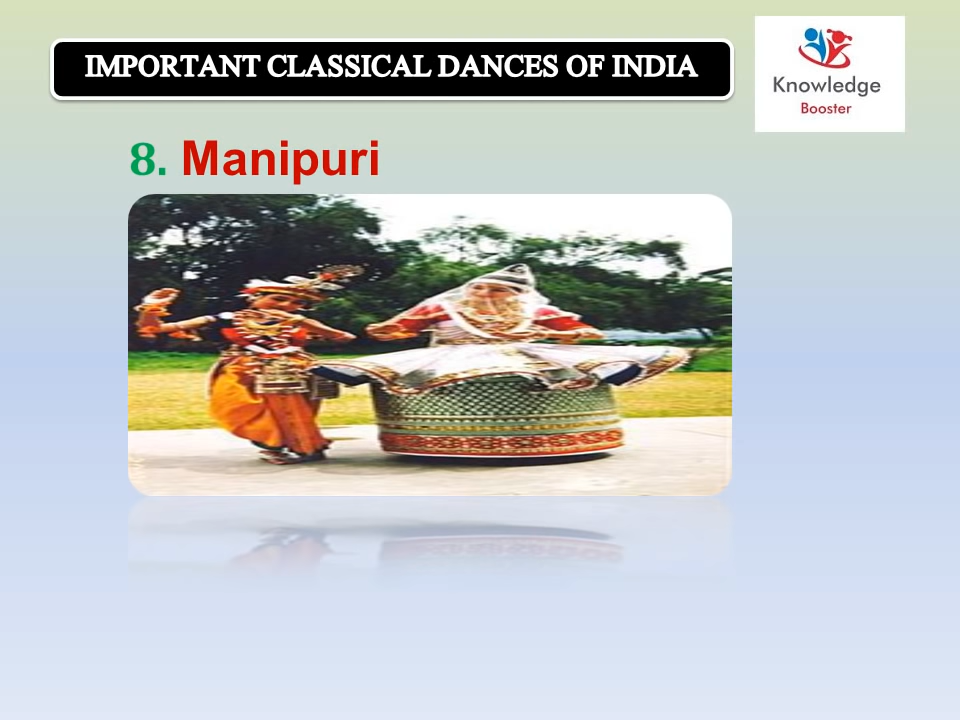 IMPORTANT CLASSICAL DANCES OF INDIA
Knowledge
Booster
8. Manipuri